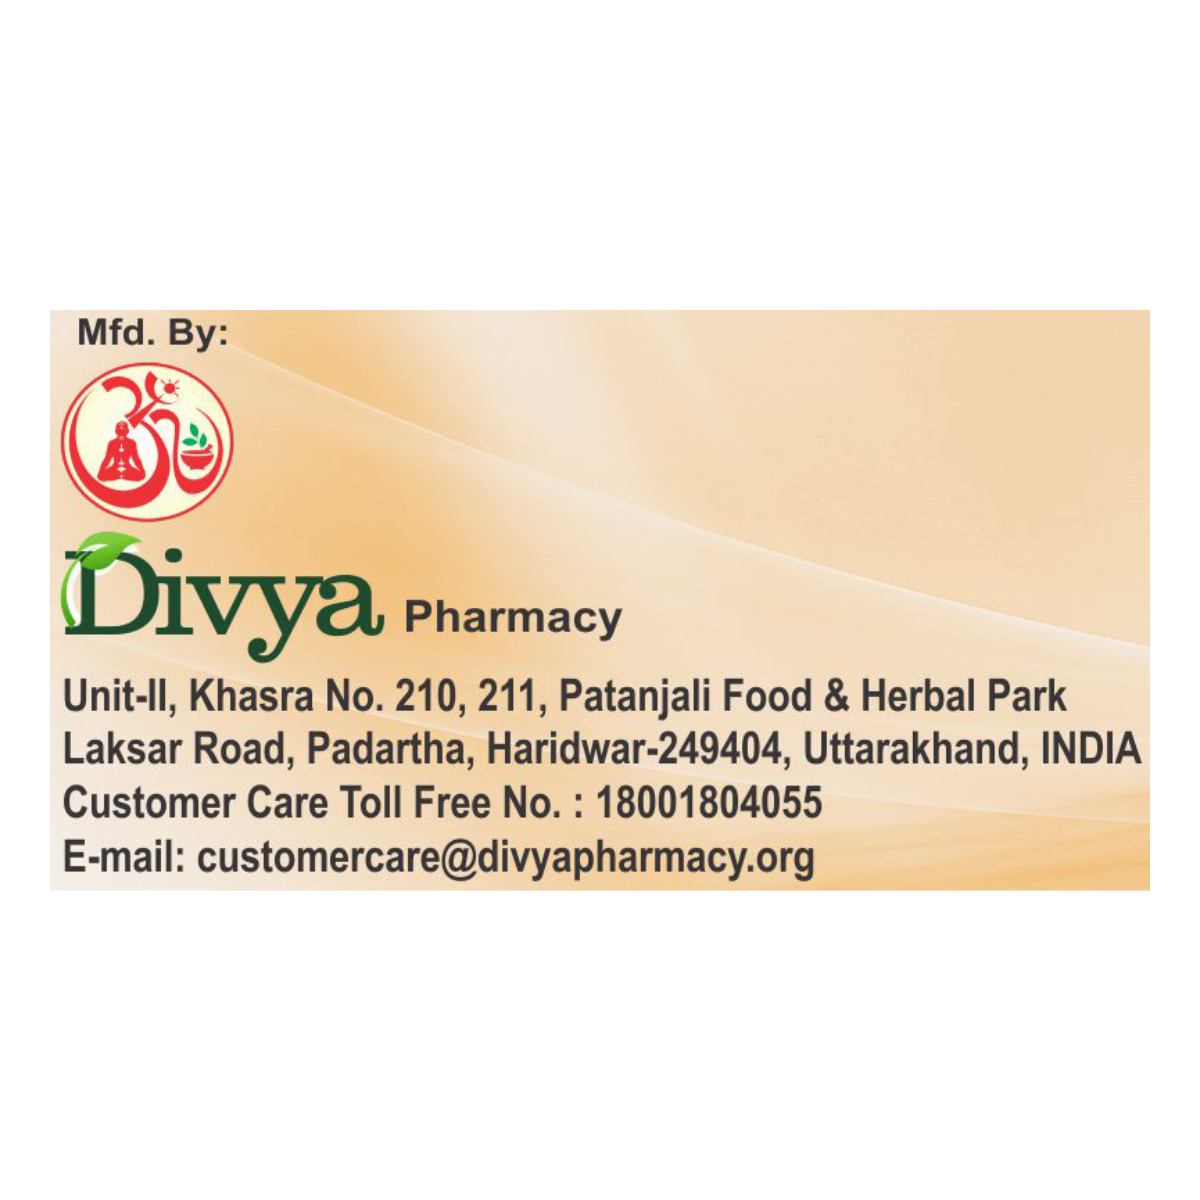 Mfd. By:
Divya Pharmacy
Unit-II, Khasra No. 210, 211, Patanjali Food & Herbal Park
Laksar Road, Padartha, Haridwar-249404, Uttarakhand, INDIA
Customer Care Toll Free No. : 18001804055
E-mail: customercare@divyapharmacy.org